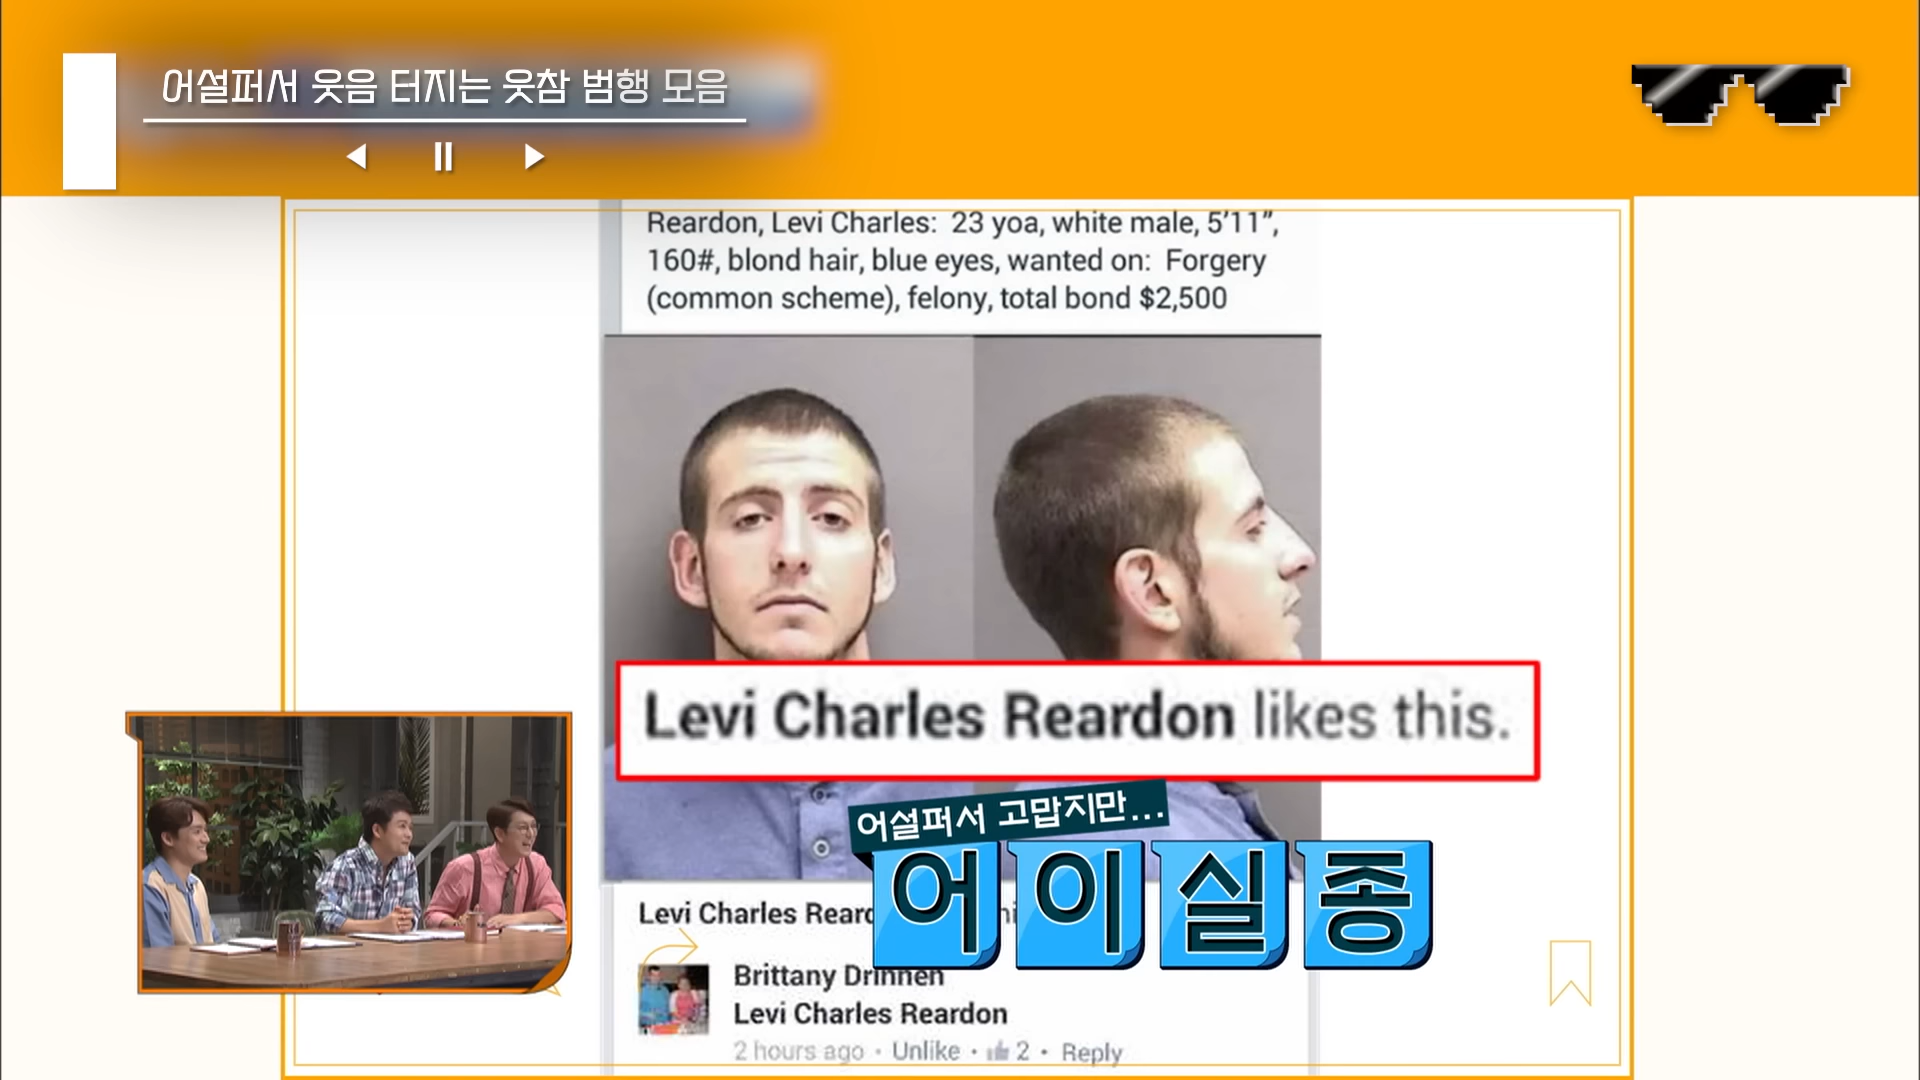 어설퍼서 웃음 터지는 웃참 범행 모음
Reardon, Levi Charles: 23 yoa, white male, 5'11",
160#, blond hair, blue eyes, wanted on: Forgery
(common scheme), felony, total bond $2,500
Levi Charles Reardon likes this.
어설퍼서 고맙지만...
어이실종
Levi Charles
Brittany Drinnen
Levi Charles Reardon
2 hours ago · Unlike · 2 · Reply